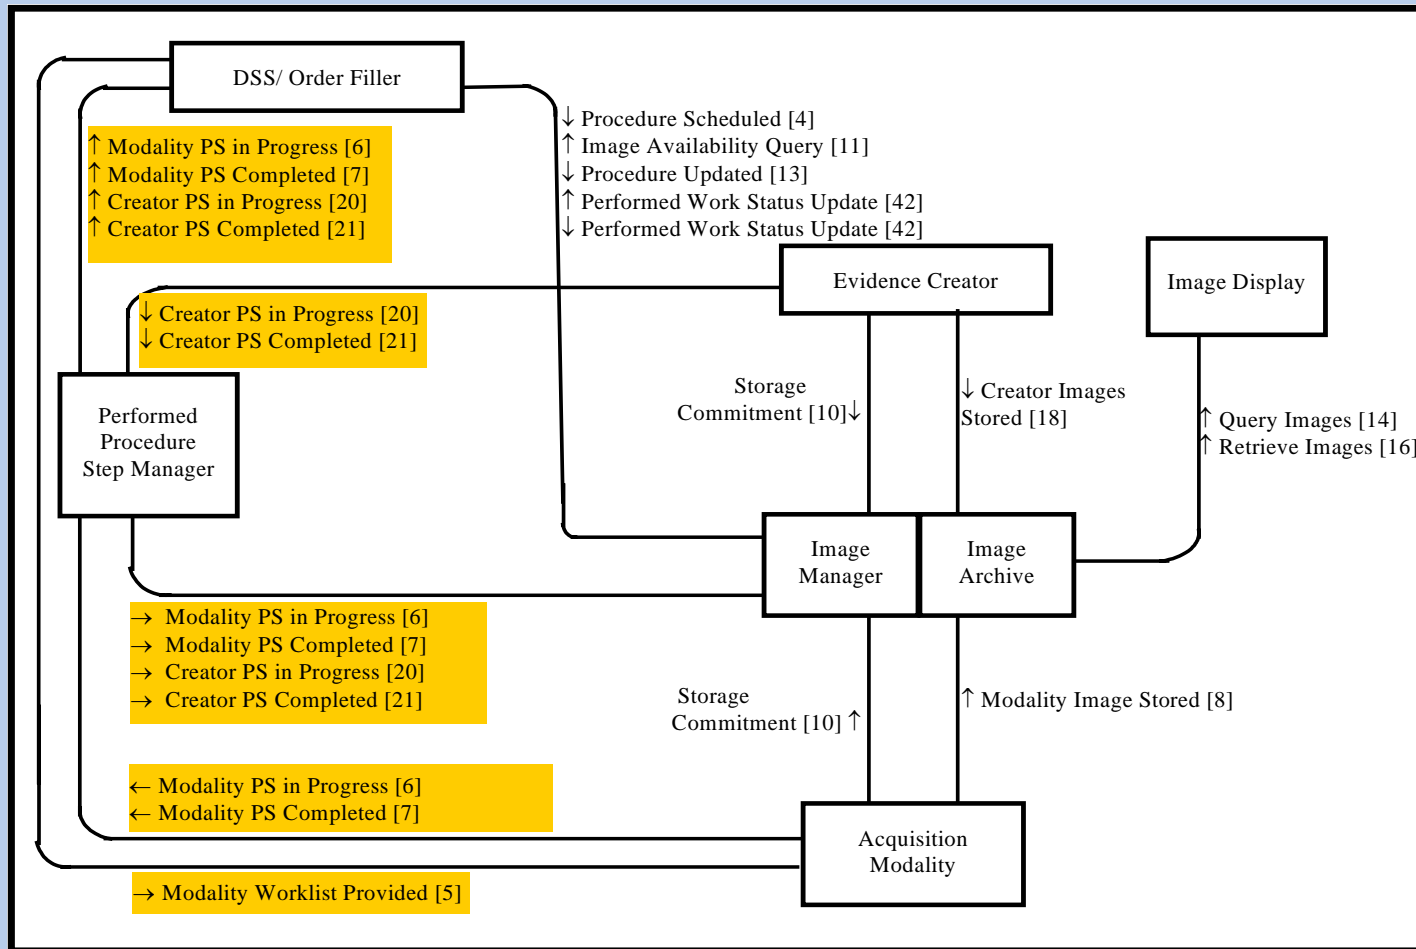 DSS/ Order Filler
↓ Procedure Scheduled [4]
↑ Image Availability Query [11]
↓ Procedure Updated [13]
↑ Performed Work Status Update [42]
↓ Performed Work Status Update [42]
↑ Modality PS in Progress [6]
↑ Modality PS Completed [7]
↑ Creator PS in Progress [20]
↑ Creator PS Completed [21]
Evidence Creator
Image Display
↓ Creator PS in Progress [20]
↓ Creator PS Completed [21]
Storage
Commitment [10]↓
↓ Creator Images
Stored [18]
↑ Query Images [14]
↑ Retrieve Images [16]
Performed
Procedure
Step Manager
Image
Manager
Image
Archive
→ Modality PS in Progress [6]
→ Modality PS Completed [7]
→ Creator PS in Progress [20]
→ Creator PS Completed [21]
Storage
Commitment [10] ↑
↑ Modality Image Stored [8]
← Modality PS in Progress [6]
← Modality PS Completed [7]
Acquisition
Modality
→ Modality Worklist Provided [5]